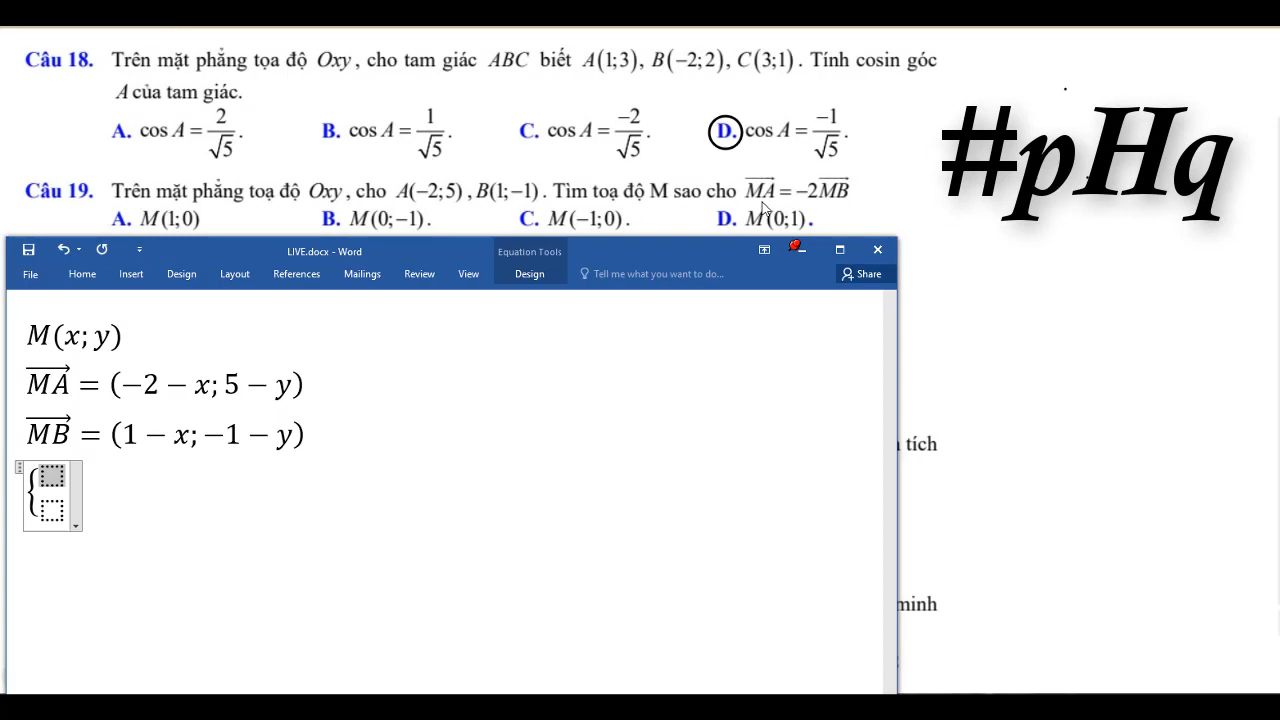 Câu 18. Trên mặt phẳng tọa độ Oxy, cho tam giác ABC biết A(1;3), B(−2;2), C(3;1). Tính cosin góc
A của tam giác.
A. cos A = 2/√5. B. cos A = 1/√5. C. cos A = −2/√5. D. cos A = −1/√5.
Câu 19. Trên mặt phẳng toạ độ Oxy, cho A(−2;5), B(1;−1). Tìm toạ độ M sao cho MA⃗ = −2MB⃗
A. M(1;0) B. M(0;−1). C. M(−1;0). D. M(0;1).
#pHq
LIVE.docx - Word
Equation Tools
File Home Insert Design Layout References Mailings Review View Design Tell me what you want to do... Share
M(x; y)
MA⃗ = (−2 − x; 5 − y)
MB⃗ = (1 − x; −1 − y)
{
tích
minh